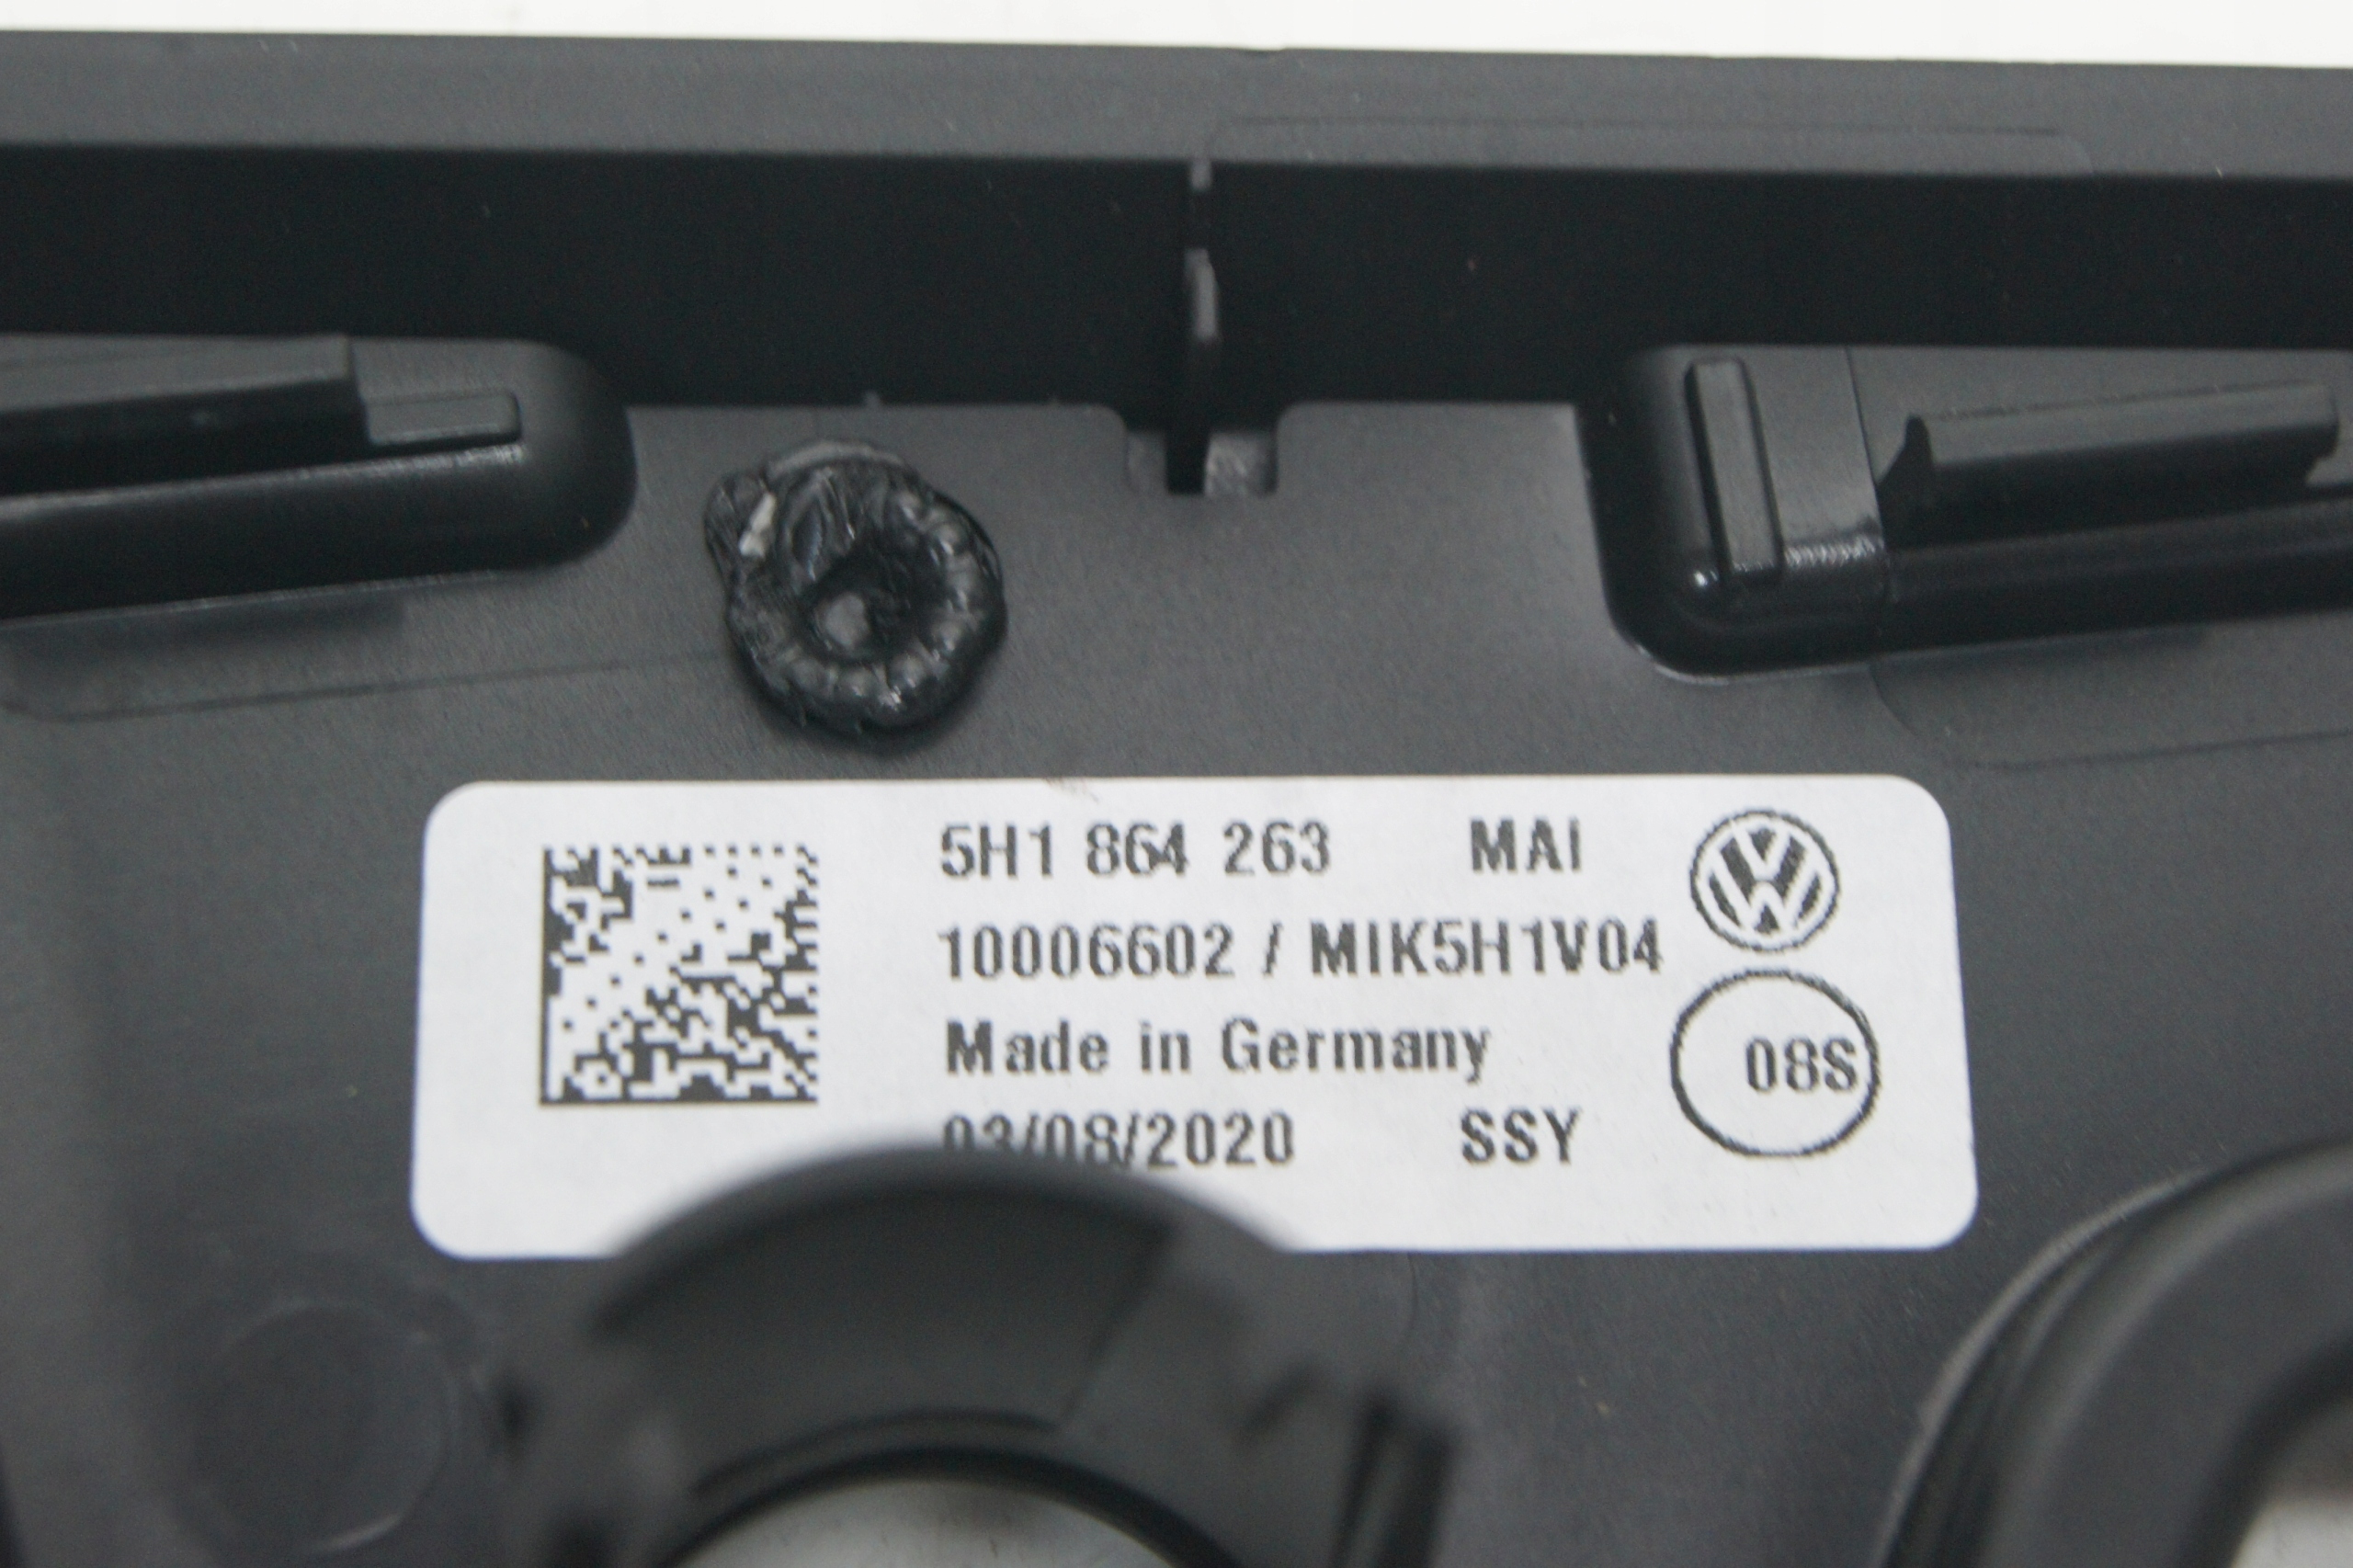 5H1 864 263 MAI
10006602 / MIK5H1V04
Made in Germany
08S
03/08/2020 SSY